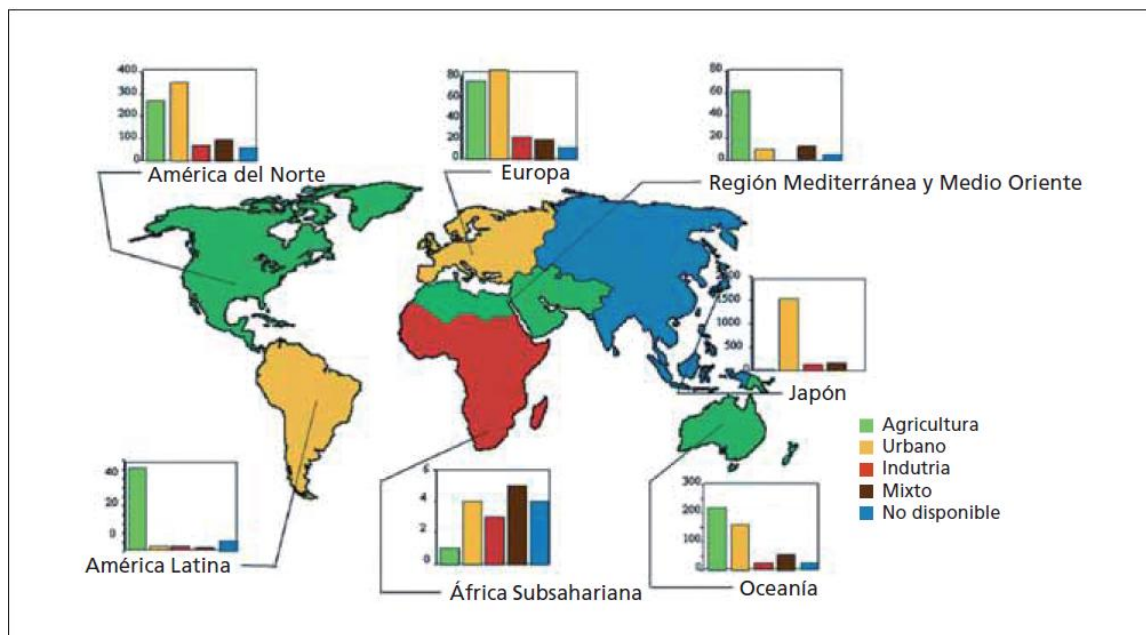 400
300
200
100
0
América del Norte
80
60
40
20
0
Europa
80
60
40
20
0
Región Mediterránea y Medio Oriente
1500
1000
500
0
Japón
Agricultura
Urbano
Indutria
Mixto
No disponible
40
20
0
América Latina
6
4
2
0
África Subsahariana
300
200
100
0
Oceanía